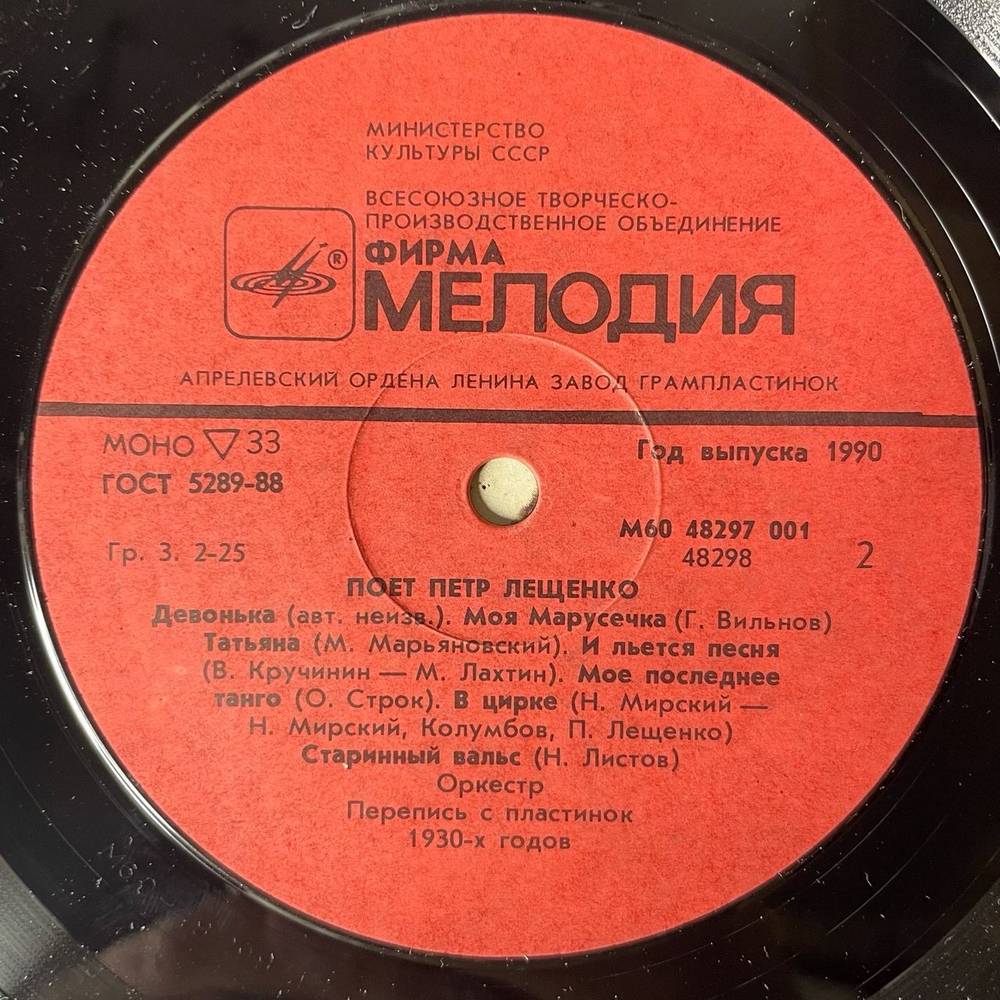 МИНИСТЕРСТВО
КУЛЬТУРЫ СССР
ВСЕСОЮЗНОЕ ТВОРЧЕСКО-
ПРОИЗВОДСТВЕННОЕ ОБЪЕДИНЕНИЕ
®
ФИРМА
МЕЛОДИЯ
АПРЕЛЕВСКИЙ ОРДЕНА ЛЕНИНА ЗАВОД ГРАМПЛАСТИНОК
МОНО ▽ 33
Год выпуска 1990
ГОСТ 5289-88
М60 48297 001
Гр. 3. 2-25
48298
2
ПОЕТ ПЕТР ЛЕЩЕНКО
Девонька (авт. неизв.). Моя Марусечка (Г. Вильнов)
Татьяна (М. Марьяновский). И льется песня
(В. Кручинин — М. Лахтин). Мое последнее
танго (О. Строк). В цирке (Н. Мирский —
Н. Мирский, Колумбов, П. Лещенко)
Старинный вальс (Н. Листов)
Оркестр
Перепись с пластинок
1930-х годов